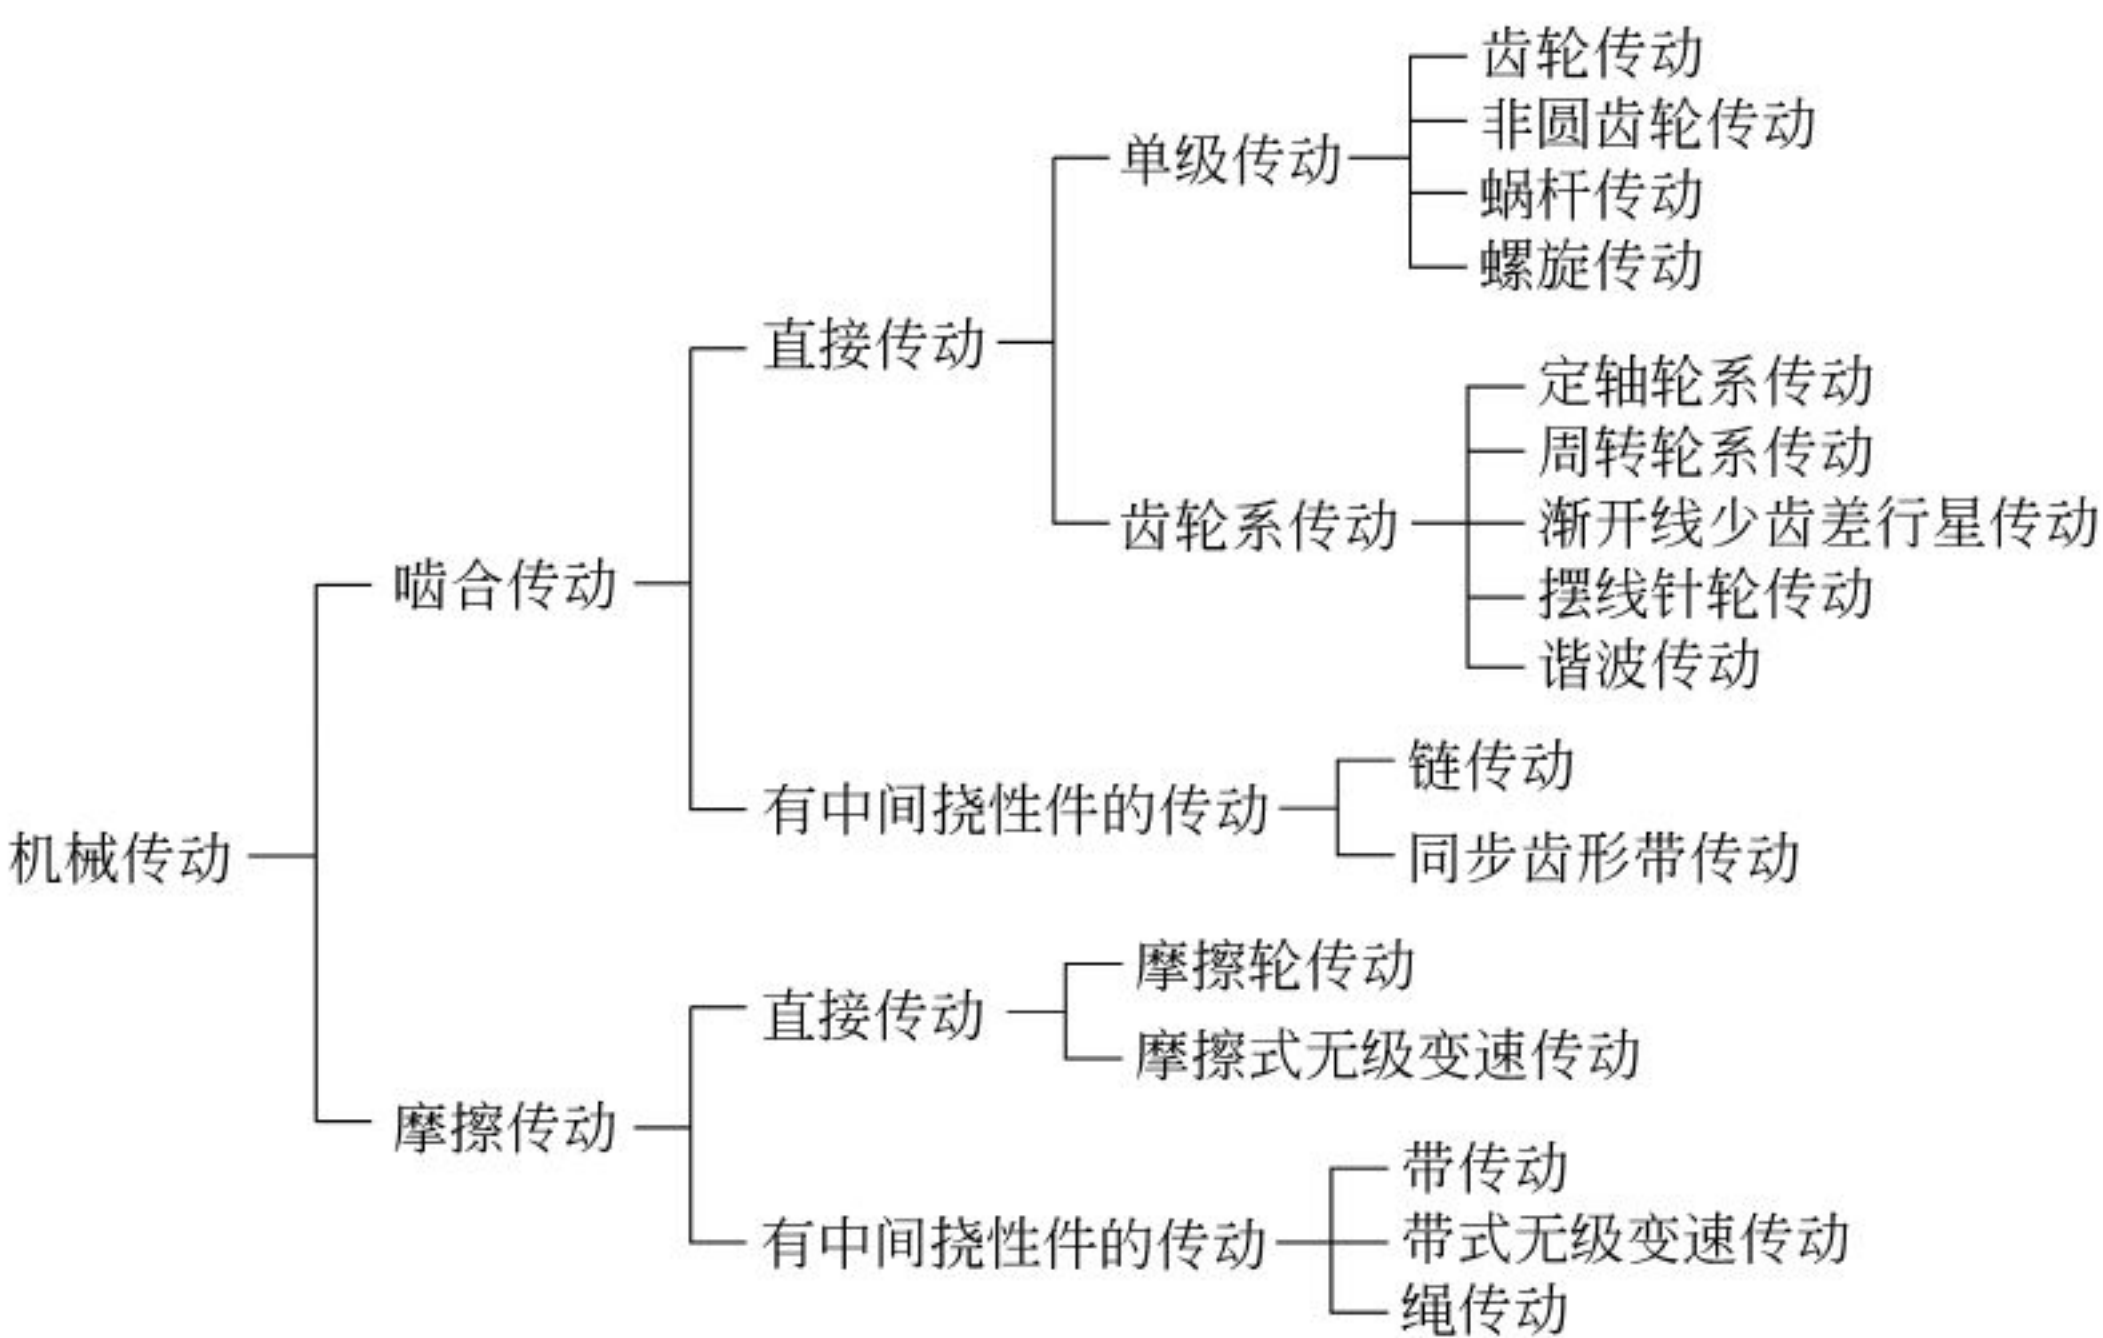 机械传动
啮合传动
直接传动
单级传动
齿轮传动
非圆齿轮传动
蜗杆传动
螺旋传动
齿轮系传动
定轴轮系传动
周转轮系传动
渐开线少齿差行星传动
摆线针轮传动
谐波传动
有中间挠性件的传动
链传动
同步齿形带传动
摩擦传动
直接传动
摩擦轮传动
摩擦式无级变速传动
有中间挠性件的传动
带传动
带式无级变速传动
绳传动